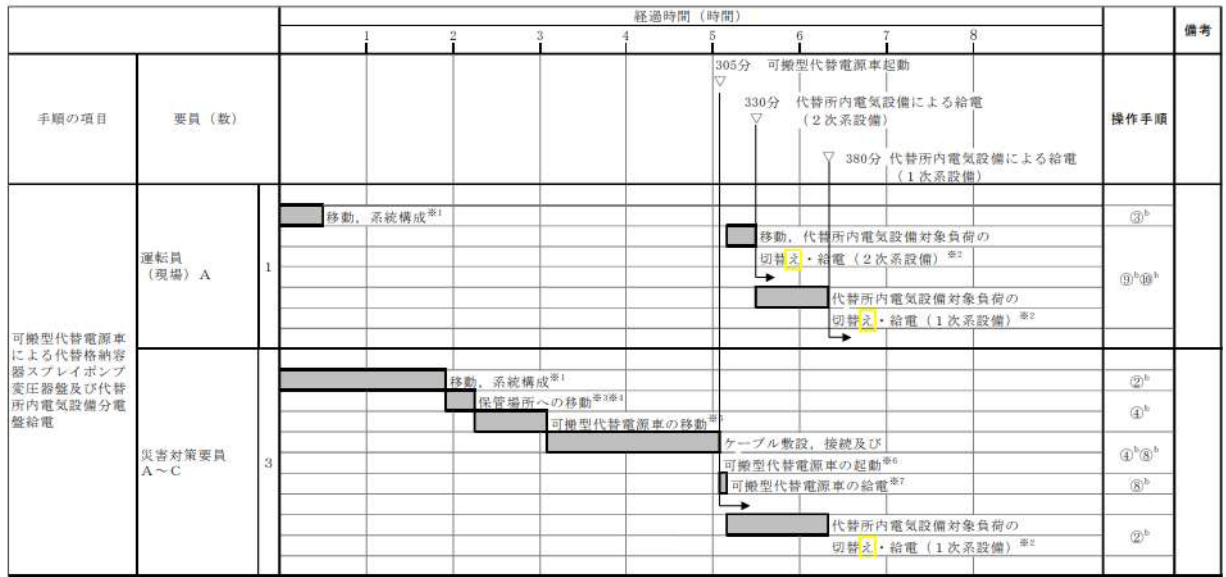 経過時間（時間）
備考
1 2 3 4 5 6 7 8
手順の項目
要員（数）
操作手順
305分 可搬型代替電源車起動
▽
330分 代替所内電気設備による給電
▽ （２次系設備）
▽ 380分 代替所内電気設備による給電
（１次系設備）
可搬型代替電源車
による代替格納容
器スプレイポンプ
変圧器盤及び代替
所内電気設備分電
盤給電
運転員
（現場）A
1
移動，系統構成※1
③b
移動，代替所内電気設備対象負荷の
切替え・給電（２次系設備）※2
代替所内電気設備対象負荷の
切替え・給電（１次系設備）※2
⑨b⑩b
災害対策要員
A～C
3
移動，系統構成※1
②b
保管場所への移動※3※4
可搬型代替電源車の移動※5
④b
ケーブル敷設，接続及び
可搬型代替電源車の起動※6
④b⑧b
可搬型代替電源車の給電※7
⑧b
代替所内電気設備対象負荷の
切替え・給電（１次系設備）※2
②b